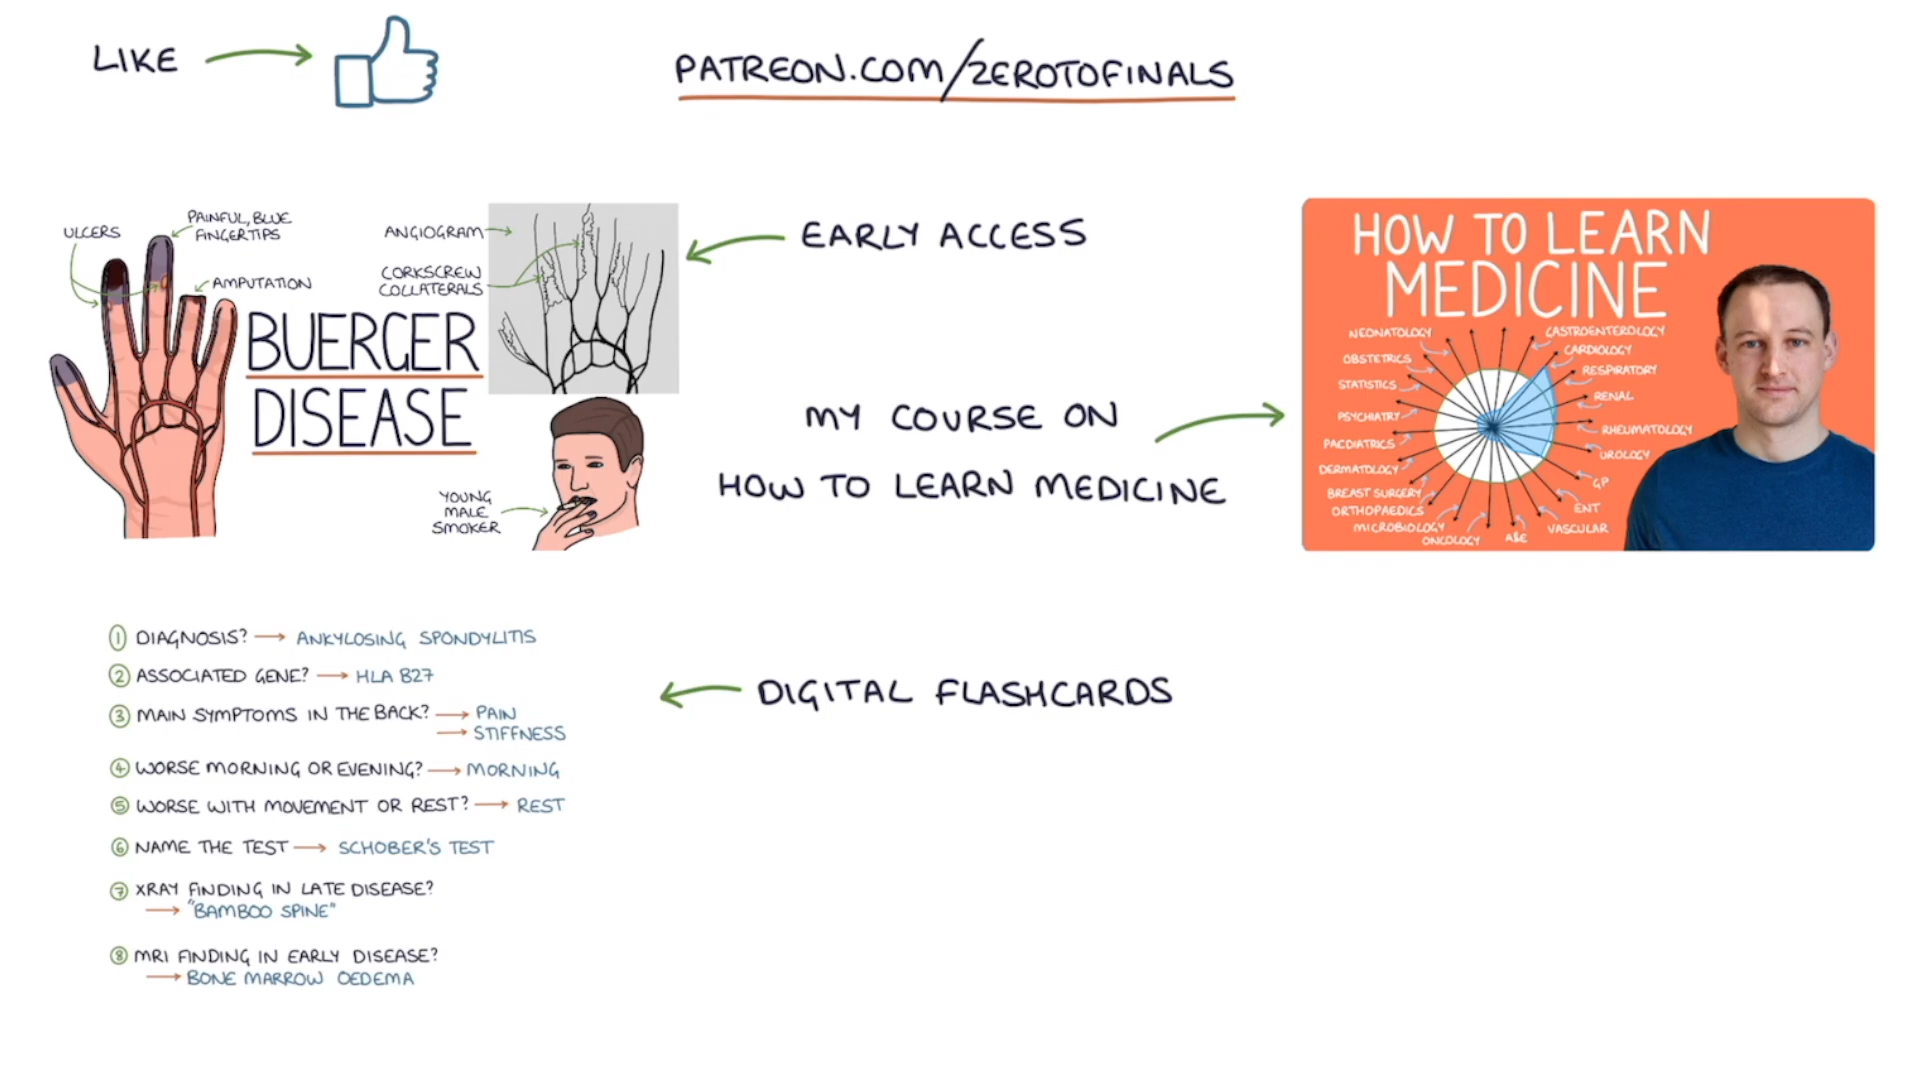 LIKE
PATREON.COM/ZEROTOFINALS
ULCERS
PAINFUL, BLUE
FINGERTIPS
AMPUTATION
BUERGER
DISEASE
ANGIOGRAM
CORKSCREW
COLLATERALS
YOUNG
MALE
SMOKER
EARLY ACCESS
MY COURSE ON
HOW TO LEARN MEDICINE
HOW TO LEARN
MEDICINE
NEONATOLOGY
OBSTETRICS
STATISTICS
PSYCHIATRY
PAEDIATRICS
DERMATOLOGY
BREAST SURGERY
ORTHOPAEDICS
MICROBIOLOGY
ONCOLOGY
A&E
VASCULAR
ENT
GP
UROLOGY
RHEUMATOLOGY
RENAL
RESPIRATORY
CARDIOLOGY
GASTROENTEROLOGY
1 DIAGNOSIS? → ANKYLOSING SPONDYLITIS
2 ASSOCIATED GENE? → HLA B27
3 MAIN SYMPTOMS IN THE BACK? → PAIN
→ STIFFNESS
4 WORSE MORNING OR EVENING? → MORNING
5 WORSE WITH MOVEMENT OR REST? → REST
6 NAME THE TEST → SCHOBER'S TEST
7 XRAY FINDING IN LATE DISEASE?
→ "BAMBOO SPINE"
8 MRI FINDING IN EARLY DISEASE?
→ BONE MARROW OEDEMA
DIGITAL FLASHCARDS